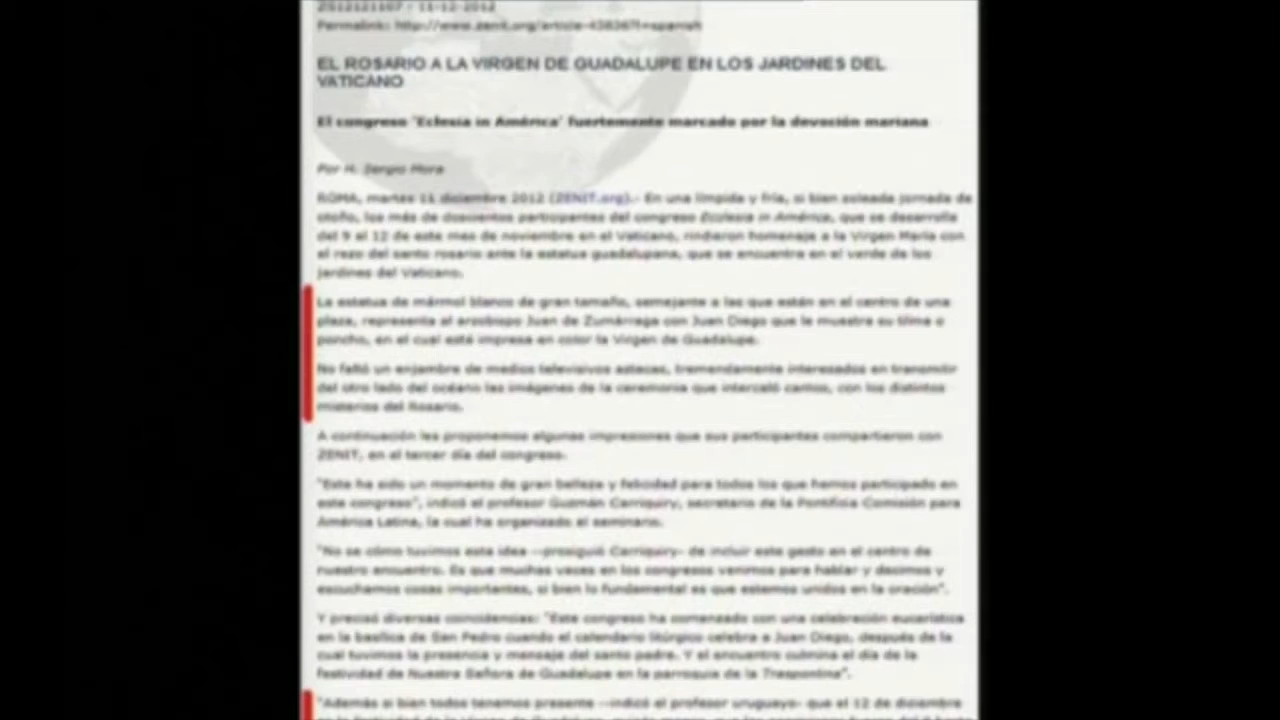 ZS12121107 / 11-12-2012
Permalink: http://www.zenit.org/article-43836?l=spanish
EL ROSARIO A LA VIRGEN DE GUADALUPE EN LOS JARDINES DEL
VATICANO
El congreso 'Eclesia in América' fuertemente marcado por la devoción mariana
Por H. Sergio Mora
ROMA, martes 11 diciembre 2012 (ZENIT.org).- En una límpida y fría, si bien soleada jornada de
otoño, los más de doscientos participantes del congreso Ecclesia in América, que se desarrolla
del 9 al 12 de este mes de noviembre en el Vaticano, rindieron homenaje a la Virgen María con
el rezo del santo rosario ante la estatua guadalupana, que se encuentra en el verde de los
jardines del Vaticano.
La estatua de mármol blanco de gran tamaño, semejante a las que están en el centro de una
plaza, representa al arzobispo Juan de Zumárraga con Juan Diego que le muestra su tilma o
poncho, en el cual está impresa en color la Virgen de Guadalupe.
No faltó un enjambre de medios televisivos aztecas, tremendamente interesados en transmitir
del otro lado del océano las imágenes de la ceremonia que intercaló cantos, con los distintos
misterios del Rosario.
A continuación les proponemos algunas impresiones que sus participantes compartieron con
ZENIT, en el tercer día del congreso.
"Este ha sido un momento de gran belleza y felicidad para todos los que hemos participado en
este congreso", indicó el profesor Guzmán Carriquiry, secretario de la Pontificia Comisión para
América Latina, la cual ha organizado el seminario.
"No se cómo tuvimos esta idea --prosiguió Carriquiry- de incluir este gesto en el centro de
nuestro encuentro. Es que muchas veces en los congresos venimos para hablar y decimos y
escuchamos cosas importantes, si bien lo fundamental es que estemos unidos en la oración".
Y precisó diversas coincidencias: "Este congreso ha comenzado con una celebración eucarística
en la basílica de San Pedro cuando el calendario litúrgico celebra a Juan Diego, después de la
cual tuvimos la presencia y mensaje del santo padre. Y el encuentro culmina el día de la
festividad de Nuestra Señora de Guadalupe en la parroquia de la Traspontina".
"Además si bien todos tenemos presente --indicó el profesor uruguayo- que el 12 de diciembre